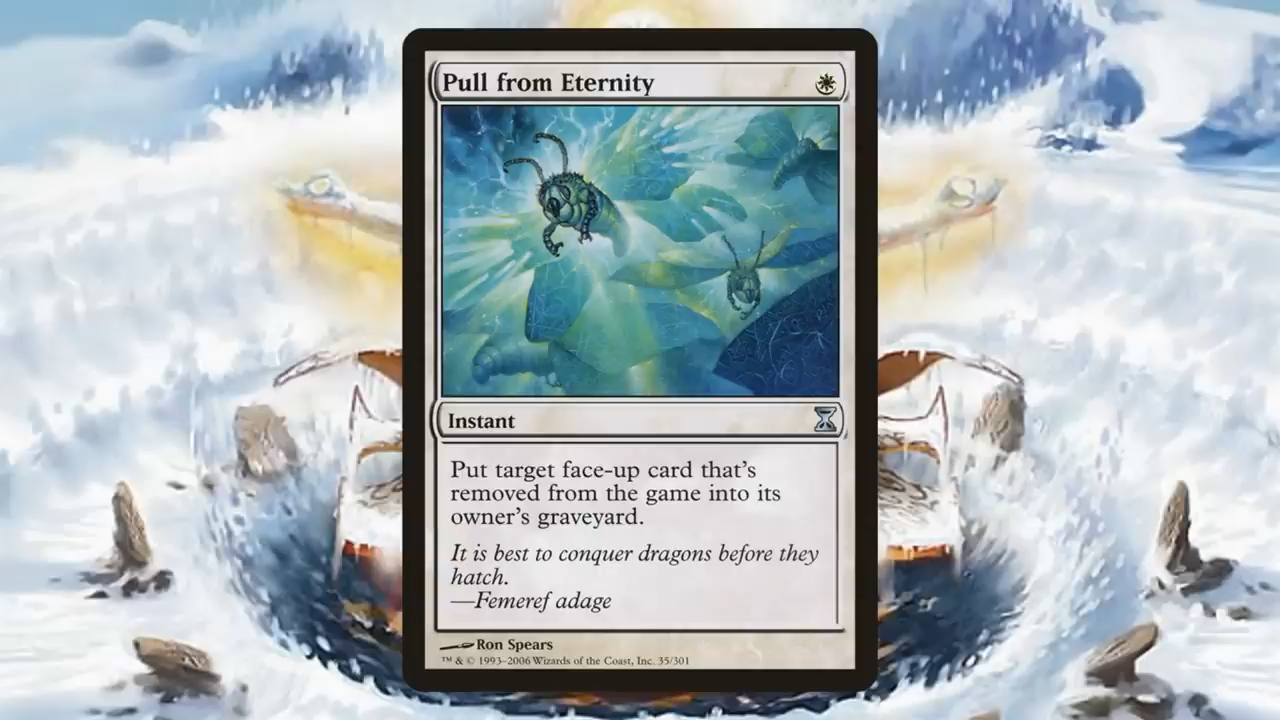 Pull from Eternity
Instant
Put target face-up card that's
removed from the game into its
owner's graveyard.
It is best to conquer dragons before they
hatch.
—Femeref adage
Ron Spears
™ & © 1993–2006 Wizards of the Coast, Inc. 35/301